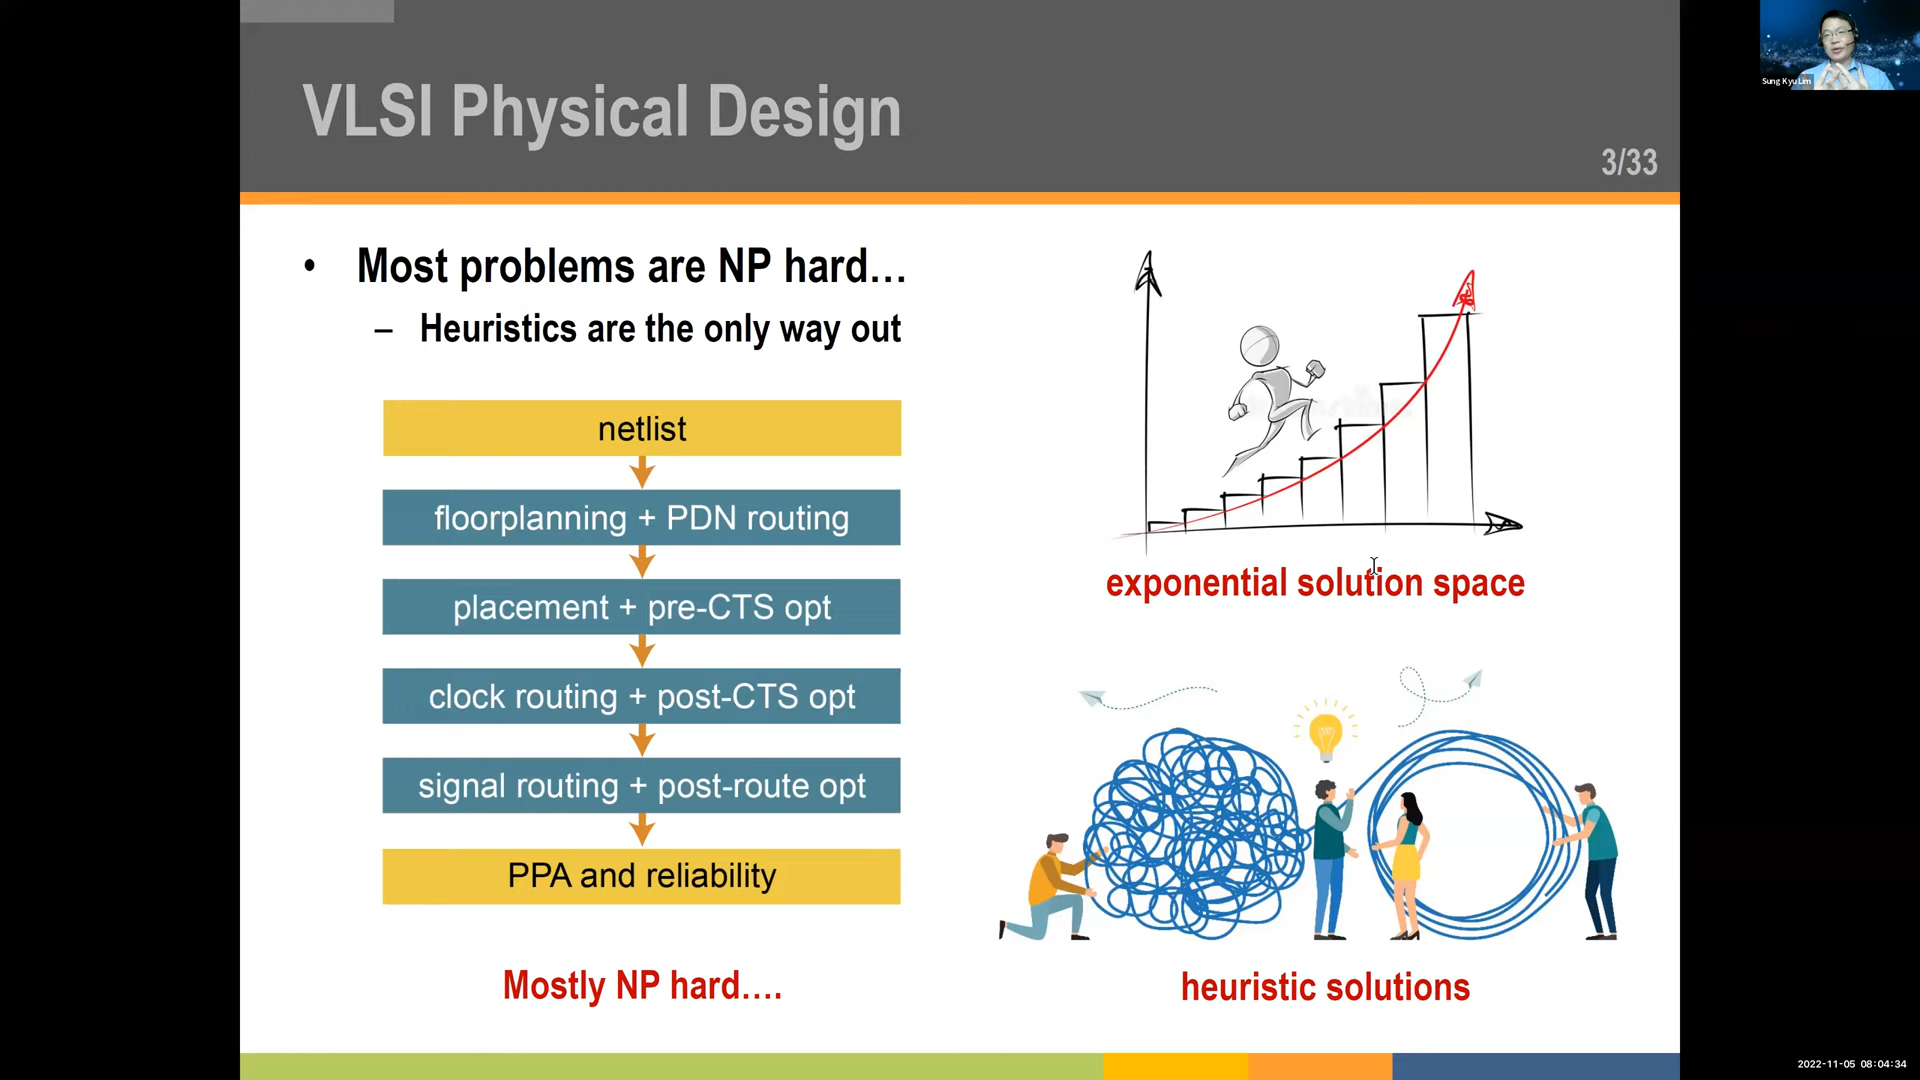 VLSI Physical Design
3/33
Sung Kyu Lim
• Most problems are NP hard…
– Heuristics are the only way out
netlist
floorplanning + PDN routing
placement + pre-CTS opt
clock routing + post-CTS opt
signal routing + post-route opt
PPA and reliability
Mostly NP hard….
exponential solution space
heuristic solutions
2022-11-05 08:04:34